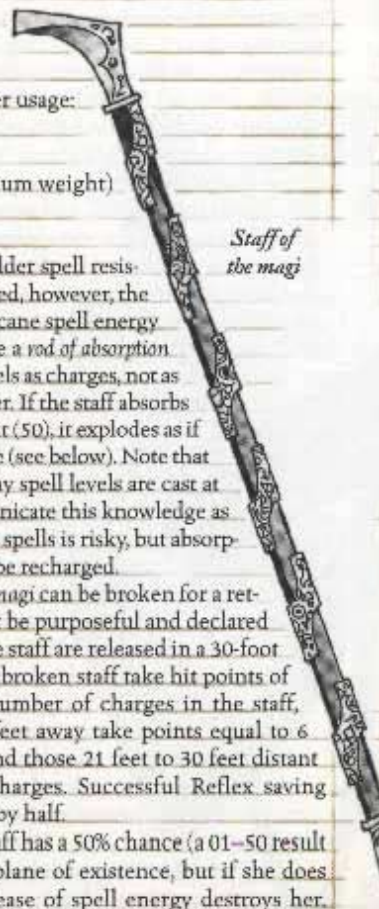 er usage:
um weight)
Staff of
the magi
lder spell resis-
ed, however, the
cane spell energy
e a rod of absorption
els as charges, not as
er. If the staff absorbs
it (50), it explodes as if
e (see below). Note that
ny spell levels are cast at
nicate this knowledge as
spells is risky, but absorp-
be recharged.
magi can be broken for a ret-
t be purposeful and declared
e staff are released in a 30-foot
broken staff take hit points of
umber of charges in the staff,
feet away take points equal to 6
nd those 21 feet to 30 feet distant
harges. Successful Reflex saving
by half.
aff has a 50% chance (a 01–50 result
plane of existence, but if she does
ease of spell energy destroys her.